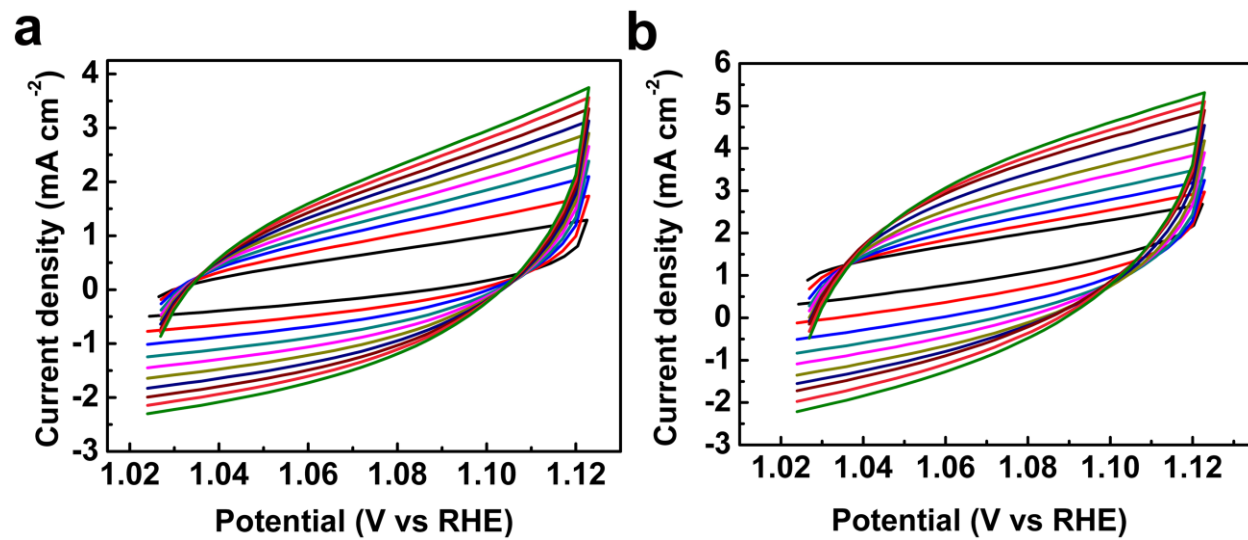 a
Current density (mA cm-2)
4
3
2
1
0
-1
-2
-3
1.02 1.04 1.06 1.08 1.10 1.12
Potential (V vs RHE)
b
Current density (mA cm-2)
6
5
4
3
2
1
0
-1
-2
-3
1.02 1.04 1.06 1.08 1.10 1.12
Potential (V vs RHE)